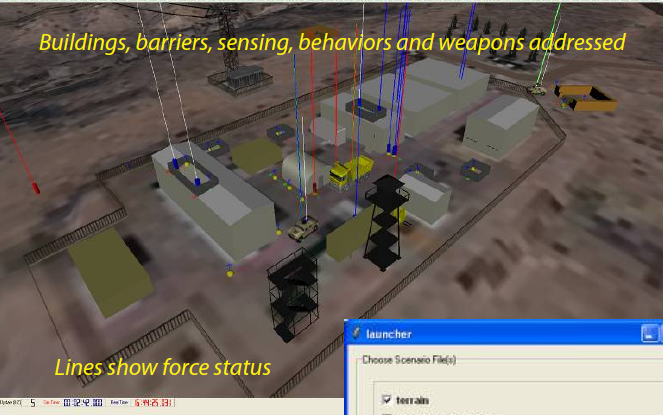 Buildings, barriers, sensing, behaviors and weapons addressed
Lines show force status
launcher
Choose Scenario File(s)
terrain